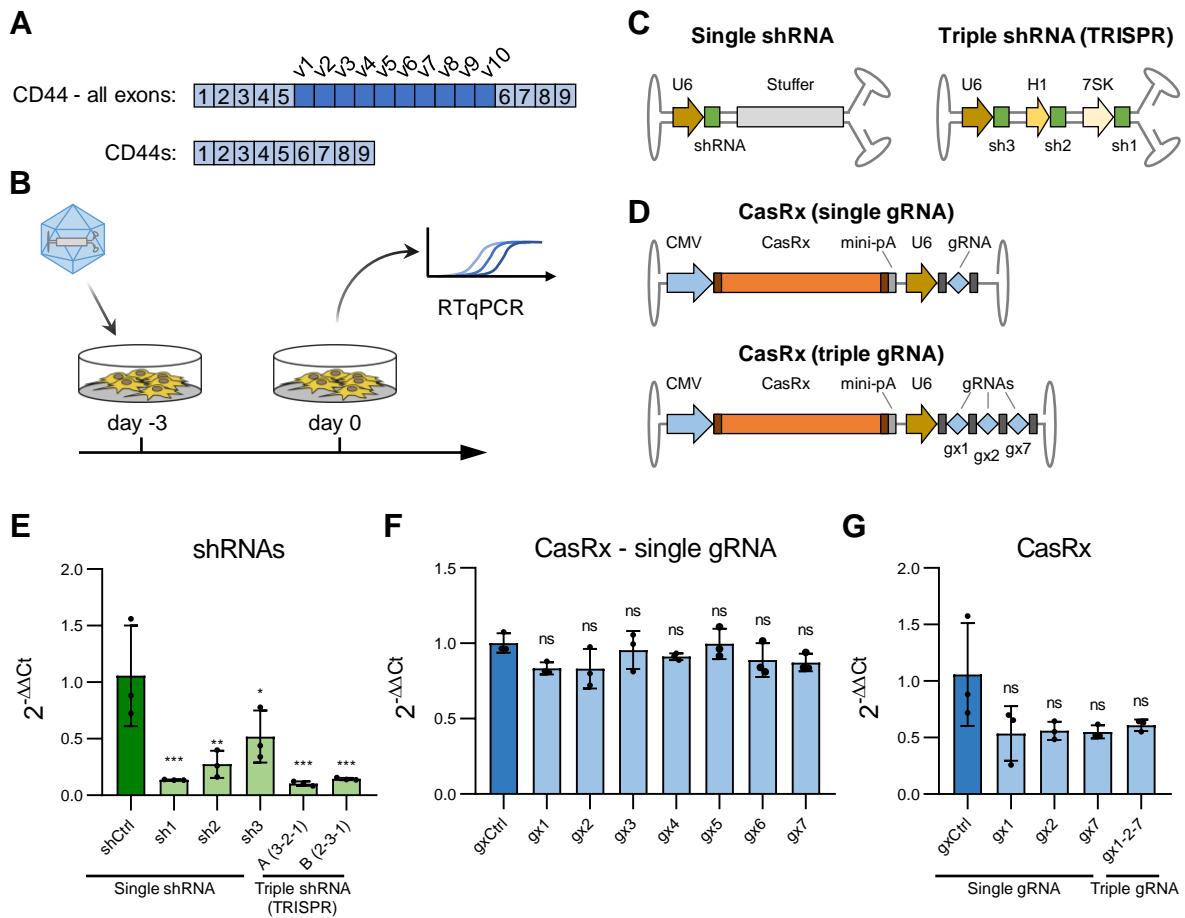 A
v1 v2 v3 v4 v5 v6 v7 v8 v9 v10
CD44 - all exons: 1 2 3 4 5 6 7 8 9
CD44s: 1 2 3 4 5 6 7 8 9
B
RTqPCR
day -3 day 0
C
Single shRNA
U6 Stuffer
shRNA
Triple shRNA (TRISPR)
U6 H1 7SK
sh3 sh2 sh1
D
CasRx (single gRNA)
CMV CasRx mini-pA U6 gRNA
CasRx (triple gRNA)
CMV CasRx mini-pA U6 gRNAs
gx1 gx2 gx7
E
shRNAs
2.0
1.5
1.0
0.5
0.0
2-ΔΔCt
*** ** * *** ***
shCtrl sh1 sh2 sh3 A (3-2-1) B (2-3-1)
Single shRNA Triple shRNA
(TRISPR)
F
CasRx - single gRNA
1.5
1.0
0.5
0.0
2-ΔΔCt
ns ns ns ns ns ns ns
gxCtrl gx1 gx2 gx3 gx4 gx5 gx6 gx7
G
CasRx
2.0
1.5
1.0
0.5
0.0
2-ΔΔCt
ns ns ns ns
gxCtrl gx1 gx2 gx7 gx1-2-7
Single gRNA Triple gRNA